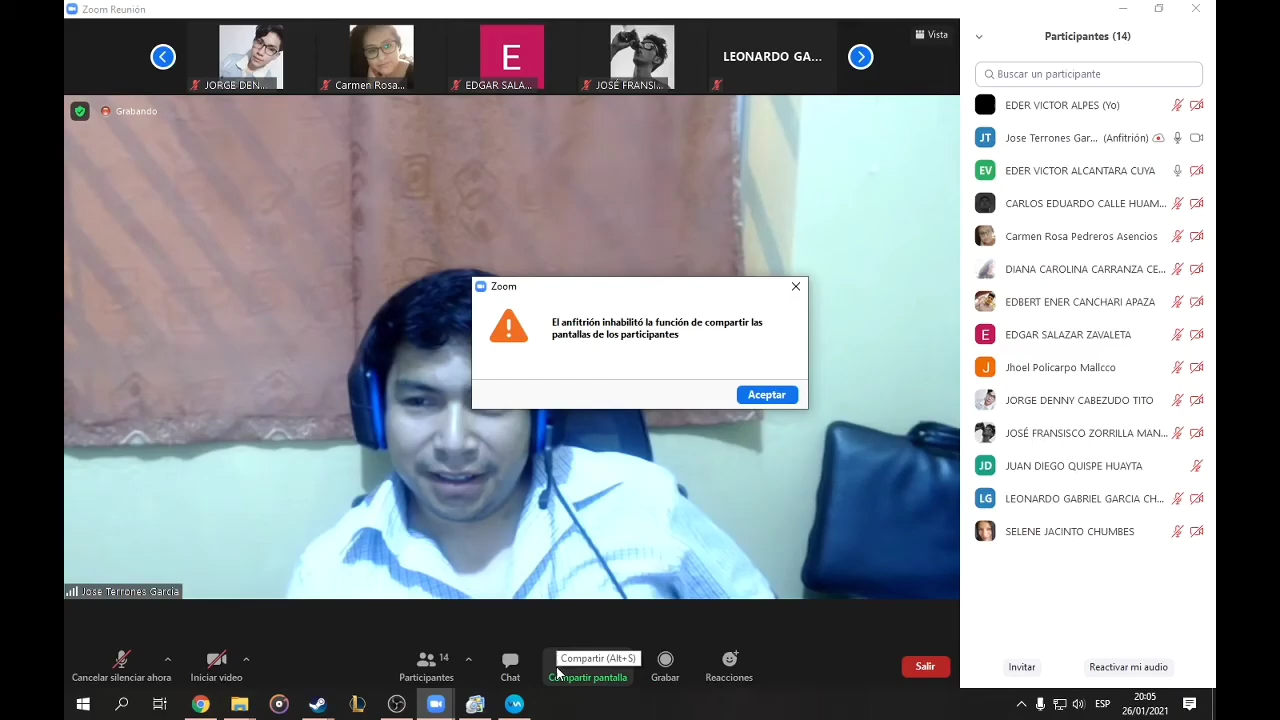 Zoom Reunión
JORGE DEN...
Carmen Rosa...
E
EDGAR SALA...
JOSÉ FRANSI...
LEONARDO GA...
Vista
Grabando
Zoom
El anfitrión inhabilitó la función de compartir las
pantallas de los participantes
Aceptar
Jose Terrones Garcia
Cancelar silenciar ahora
Iniciar video
14
Participantes
Chat
Compartir (Alt+S)
Compartir pantalla
Grabar
Reacciones
Salir
Participantes (14)
Buscar un participante
EDER VICTOR ALPES (Yo)
JT Jose Terrones Gar... (Anfitrión)
EV EDER VICTOR ALCANTARA CUYA
CARLOS EDUARDO CALLE HUAM...
Carmen Rosa Pedreros Asencios
DIANA CAROLINA CARRANZA CE...
EDBERT ENER CANCHARI APAZA
E EDGAR SALAZAR ZAVALETA
J Jhoel Policarpo Mallcco
JORGE DENNY CABEZUDO TITO
JOSÉ FRANSISCO ZORRILLA MAN...
JD JUAN DIEGO QUISPE HUAYTA
LG LEONARDO GABRIEL GARCIA CH...
SELENE JACINTO CHUMBES
Invitar
Reactivar mi audio
ESP
20:05
26/01/2021